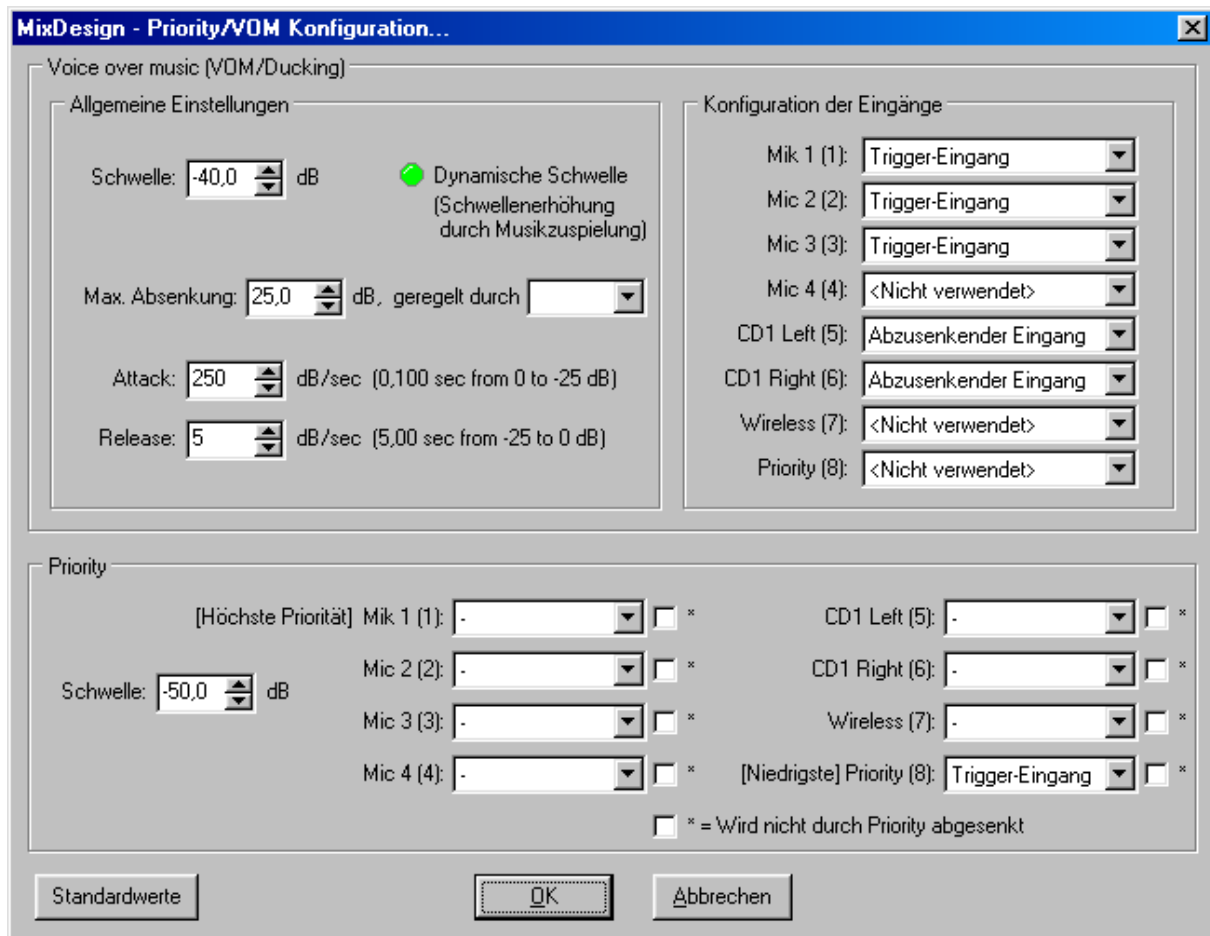 MixDesign - Priority/VOM Konfiguration...
Voice over music (VOM/Ducking)
Allgemeine Einstellungen
Schwelle: -40,0 dB
Dynamische Schwelle
(Schwellenerhöhung
durch Musikzuspielung)
Max. Absenkung: 25,0 dB, geregelt durch
Attack: 250 dB/sec (0,100 sec from 0 to -25 dB)
Release: 5 dB/sec (5,00 sec from -25 to 0 dB)
Konfiguration der Eingänge
Mik 1 (1): Trigger-Eingang
Mic 2 (2): Trigger-Eingang
Mic 3 (3): Trigger-Eingang
Mic 4 (4): <Nicht verwendet>
CD1 Left (5): Abzusenkender Eingang
CD1 Right (6): Abzusenkender Eingang
Wireless (7): <Nicht verwendet>
Priority (8): <Nicht verwendet>
Priority
Schwelle: -50,0 dB
[Höchste Priorität] Mik 1 (1): - *
Mic 2 (2): - *
Mic 3 (3): - *
Mic 4 (4): - *
CD1 Left (5): - *
CD1 Right (6): - *
Wireless (7): - *
[Niedrigste] Priority (8): Trigger-Eingang *
* = Wird nicht durch Priority abgesenkt
Standardwerte
OK
Abbrechen